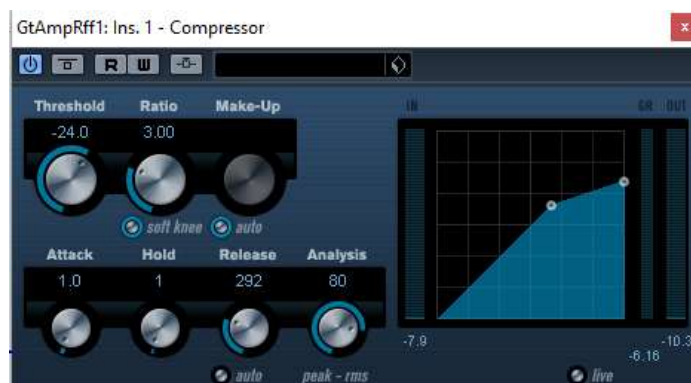 GtAmpRff1: Ins. 1 - Compressor
x
R W
Threshold Ratio Make-Up
-24.0 3.00
soft knee auto
Attack Hold Release Analysis
1.0 1 292 80
auto peak - rms
IN GR OUT
-7.9 -6.16 -10.3
live